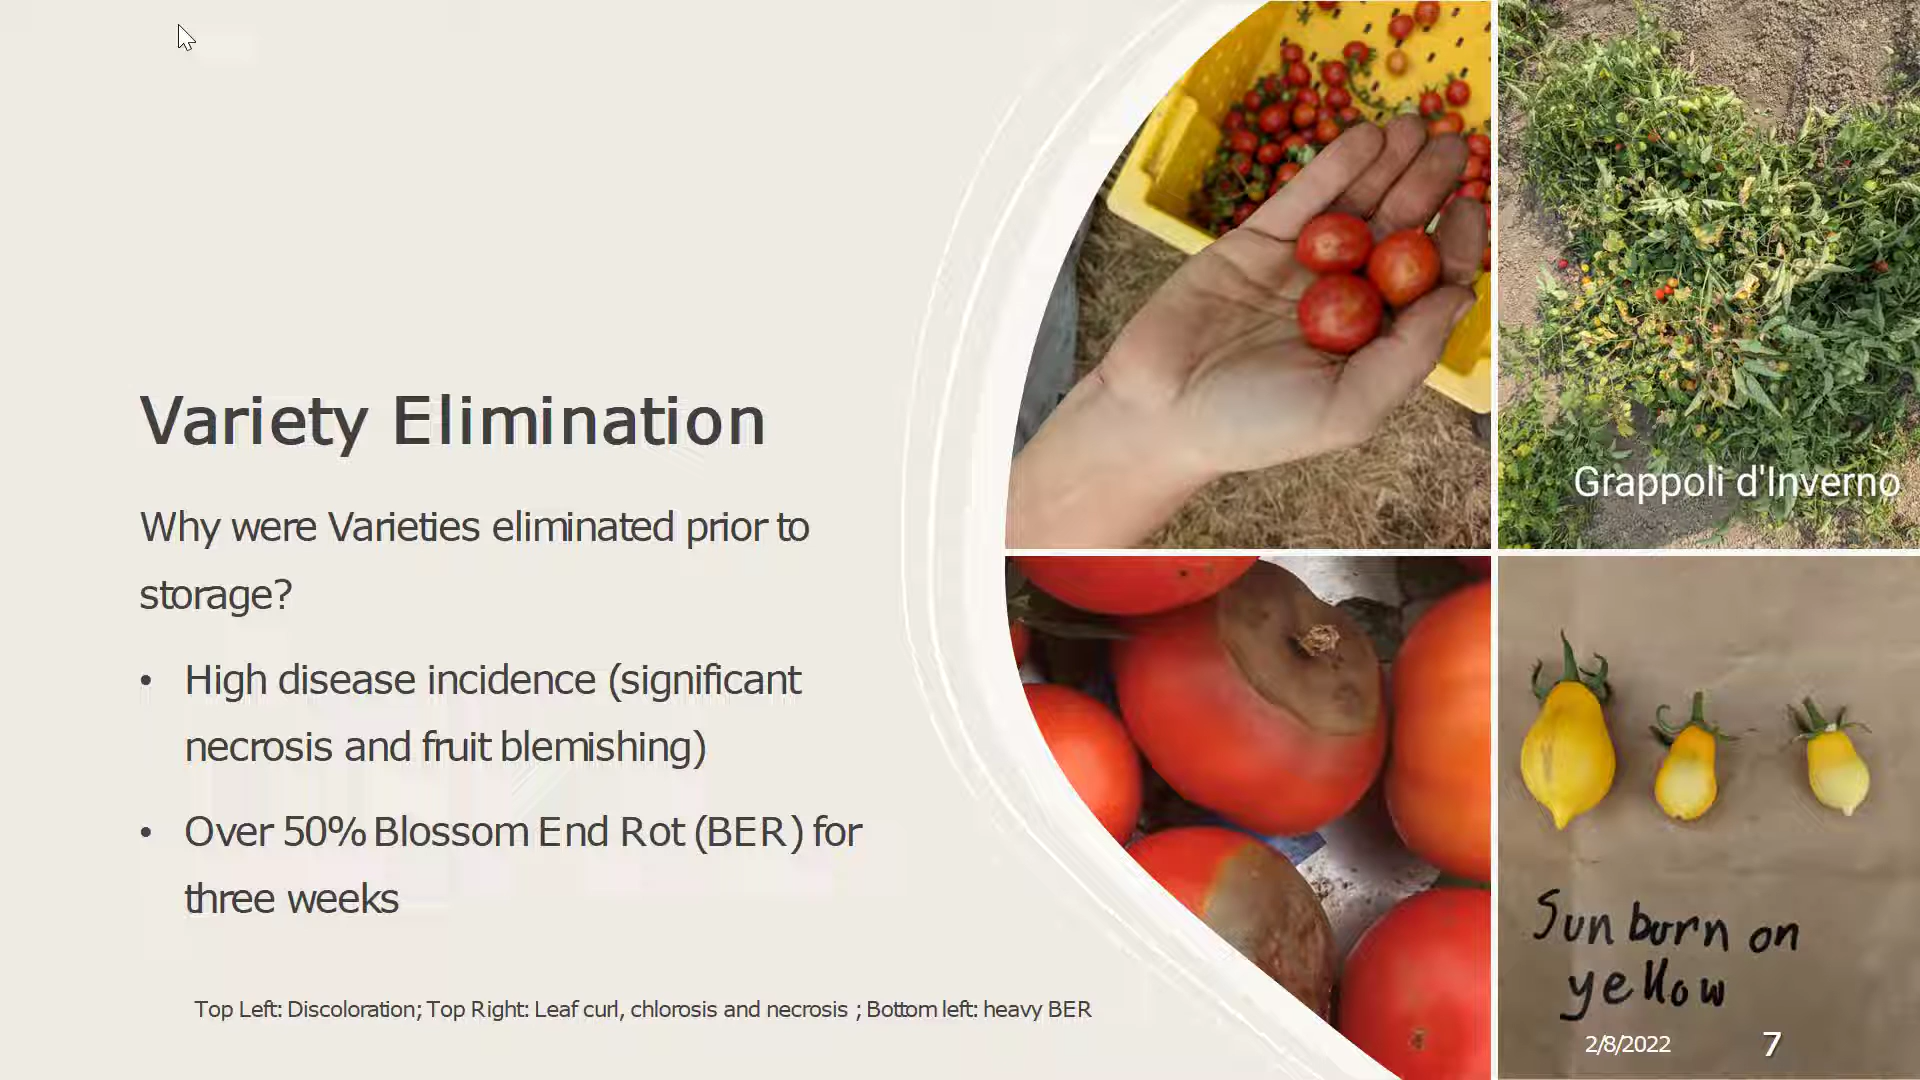 Variety Elimination
Why were Varieties eliminated prior to
storage?
• High disease incidence (significant
necrosis and fruit blemishing)
• Over 50% Blossom End Rot (BER) for
three weeks
Top Left: Discoloration; Top Right: Leaf curl, chlorosis and necrosis ; Bottom left: heavy BER
Grappoli d'Inverno
Sunburn on
yellow
2/8/2022 7